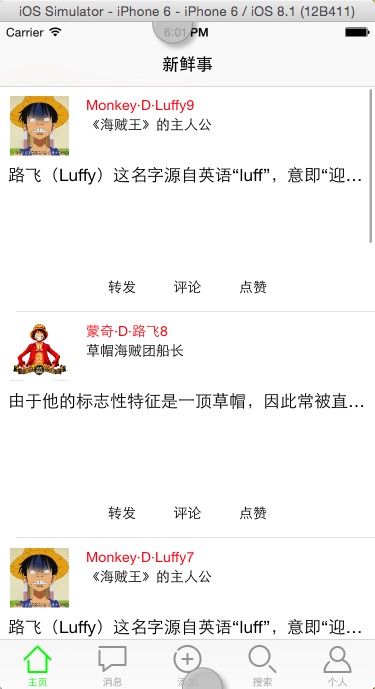 iOS Simulator - iPhone 6 - iPhone 6 / iOS 8.1 (12B411)
Carrier 6:01 PM
新鲜事
Monkey·D·Luffy9
《海贼王》的主人公
路飞（Luffy）这名字源自英语“luff”，意即“迎…
转发 评论 点赞
蒙奇·D·路飞8
草帽海贼团船长
由于他的标志性特征是一顶草帽，因此常被直…
转发 评论 点赞
Monkey·D·Luffy7
《海贼王》的主人公
路飞（Luffy）这名字源自英语“luff”，意即“迎…
主页 消息 搜索 个人